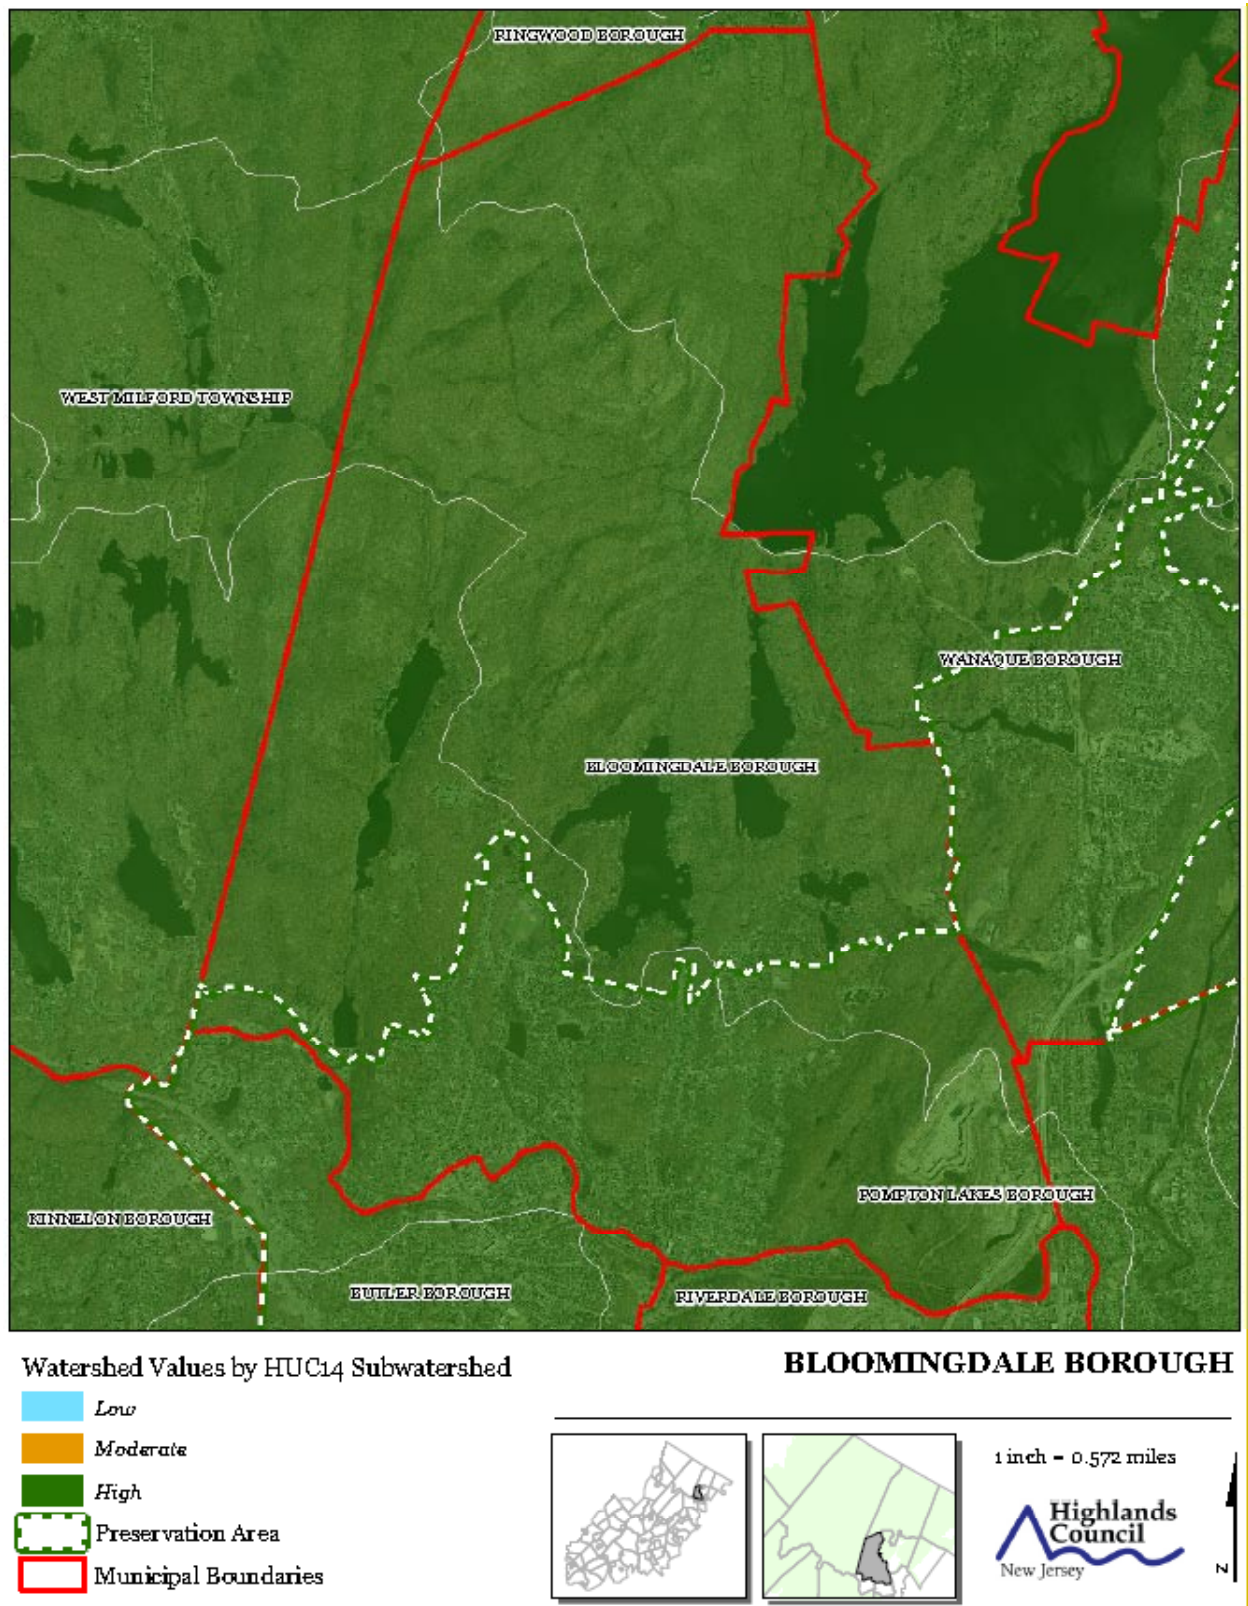 RINGWOOD BOROUGH
WEST MILFORD TOWNSHIP
WANAQUE BOROUGH
BLOOMINGDALE BOROUGH
POMPTON LAKES BOROUGH
KINNELON BOROUGH
BUTLER BOROUGH
RIVERDALE BOROUGH
Watershed Values by HUC14 Subwatershed
Low
Moderate
High
Preservation Area
Municipal Boundaries
BLOOMINGDALE BOROUGH
1 inch = 0.572 miles
Highlands
Council
New Jersey
N